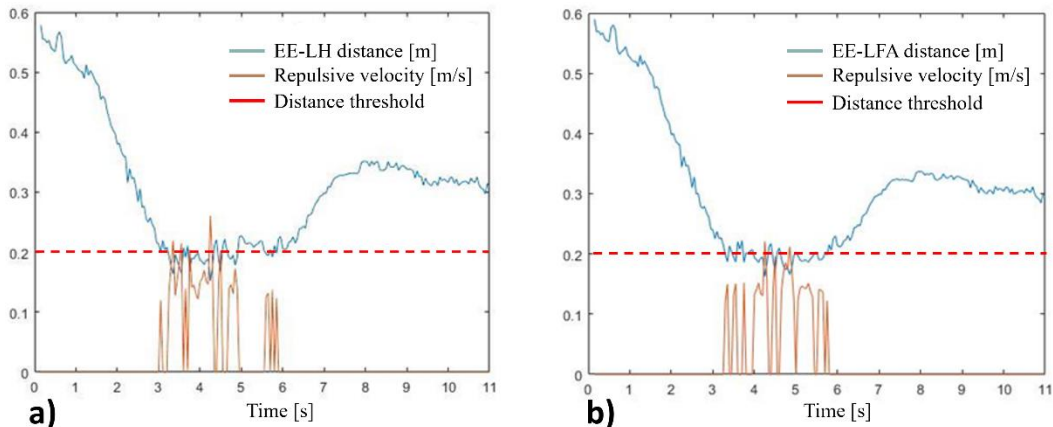 0.6
0.5
0.4
0.3
0.2
0.1
0
0 1 2 3 4 5 6 7 8 9 10 11
EE-LH distance [m]
Repulsive velocity [m/s]
Distance threshold
Time [s]
a)
0.6
0.5
0.4
0.3
0.2
0.1
0
0 1 2 3 4 5 6 7 8 9 10 11
EE-LFA distance [m]
Repulsive velocity [m/s]
Distance threshold
Time [s]
b)